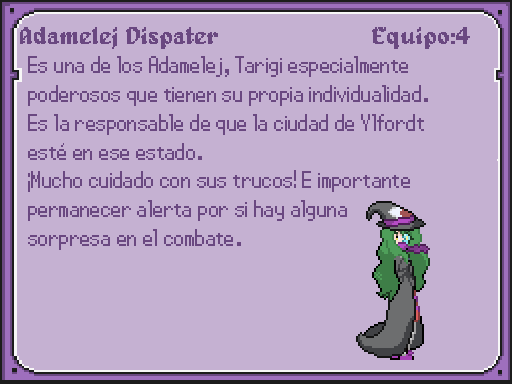 Adamelej Dispater Equipo:4
Es una de los Adamelej, Tarigi especialmente
poderosos que tienen su propia individualidad.
Es la responsable de que la ciudad de Ylfordt
esté en ese estado.
¡Mucho cuidado con sus trucos! E importante
permanecer alerta por si hay alguna
sorpresa en el combate.